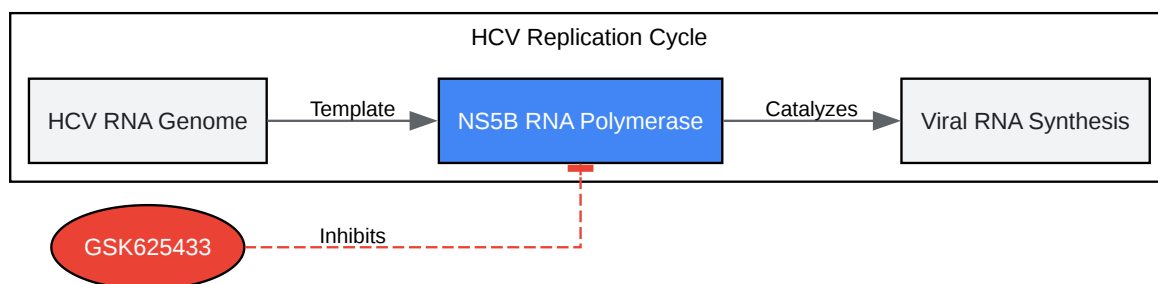 HCV Replication Cycle
HCV RNA Genome
Template
NS5B RNA Polymerase
Catalyzes
Viral RNA Synthesis
GSK625433
Inhibits